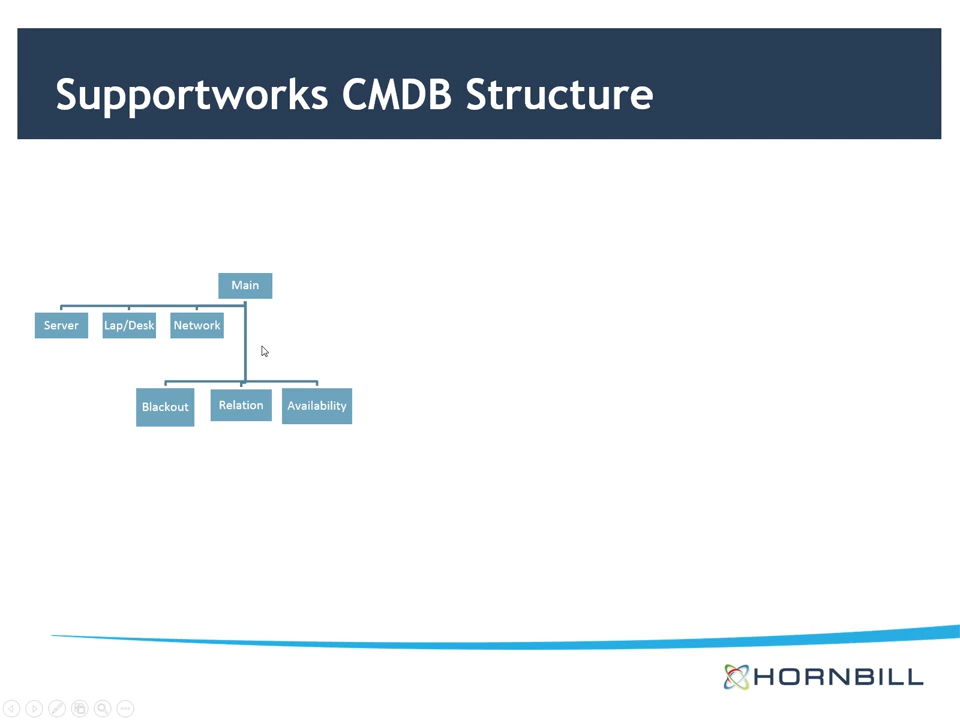 Supportworks CMDB Structure
Main
Server
Lap/Desk
Network
Blackout
Relation
Availability
HORNBILL